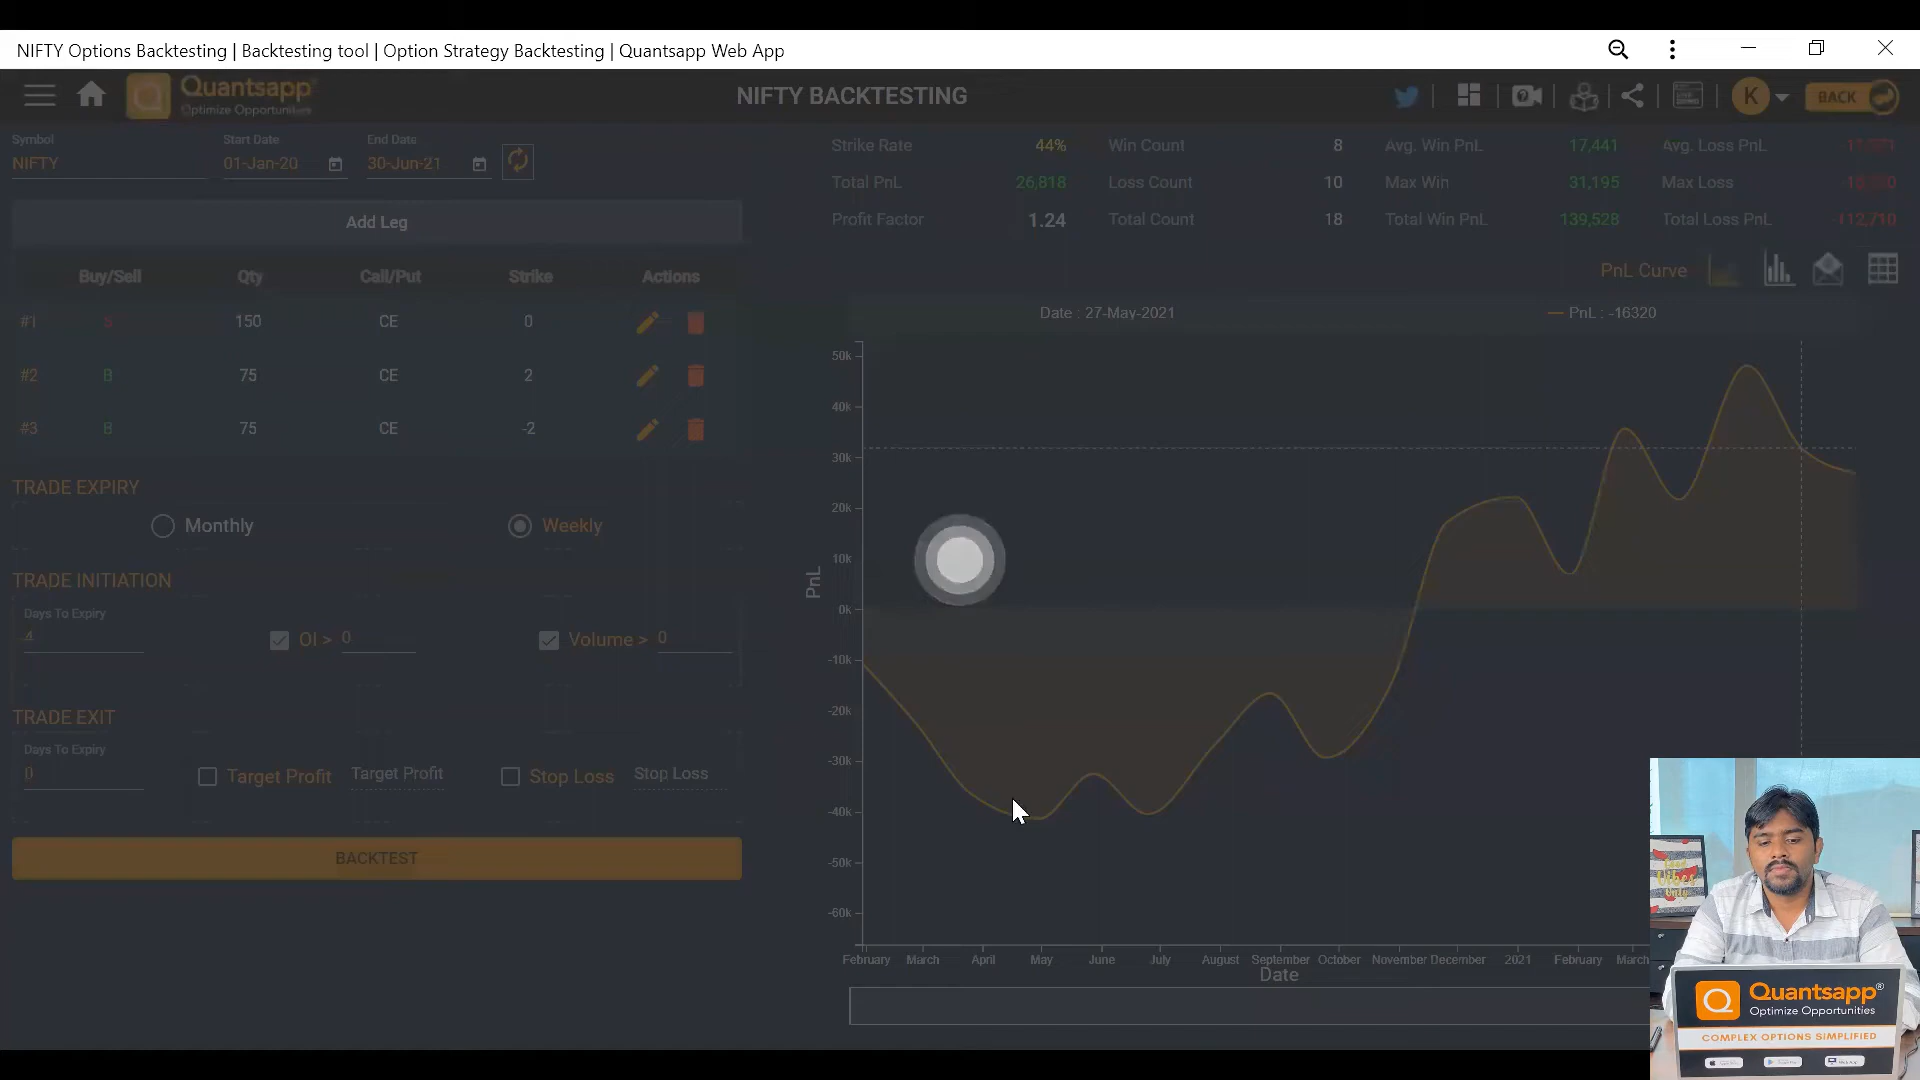 NIFTY Options Backtesting | Backtesting tool | Option Strategy Backtesting | Quantsapp Web App
Quantsapp
Optimize Opportunities
NIFTY BACKTESTING
K
BACK
Symbol
NIFTY
Start Date
01-Jan-20
End Date
30-Jun-21
Strike Rate 44% Win Count 8 Avg. Win PnL 17,441 Avg. Loss PnL
Total PnL 26,818 Loss Count 10 Max Win 31,195 Max Loss
Profit Factor 1.24 Total Count 18 Total Win PnL 139,528 Total Loss PnL -112,710
Add Leg
Buy/Sell Qty Call/Put Strike Actions
#1 S 150 CE 0
#2 B 75 CE 2
#3 B 75 CE -2
TRADE EXPIRY
Monthly Weekly
TRADE INITIATION
Days To Expiry
4
OI > 0
Volume > 0
TRADE EXIT
Days To Expiry
0
Target Profit Target Profit
Stop Loss Stop Loss
BACKTEST
PnL Curve
Date : 27-May-2021
PnL : -16320
50k
40k
30k
20k
10k
0k
-10k
-20k
-30k
-40k
-50k
-60k
PnL
February March April May June July August September October November December 2021 February March
Date
Quantsapp®
Optimize Opportunities
COMPLEX OPTIONS SIMPLIFIED